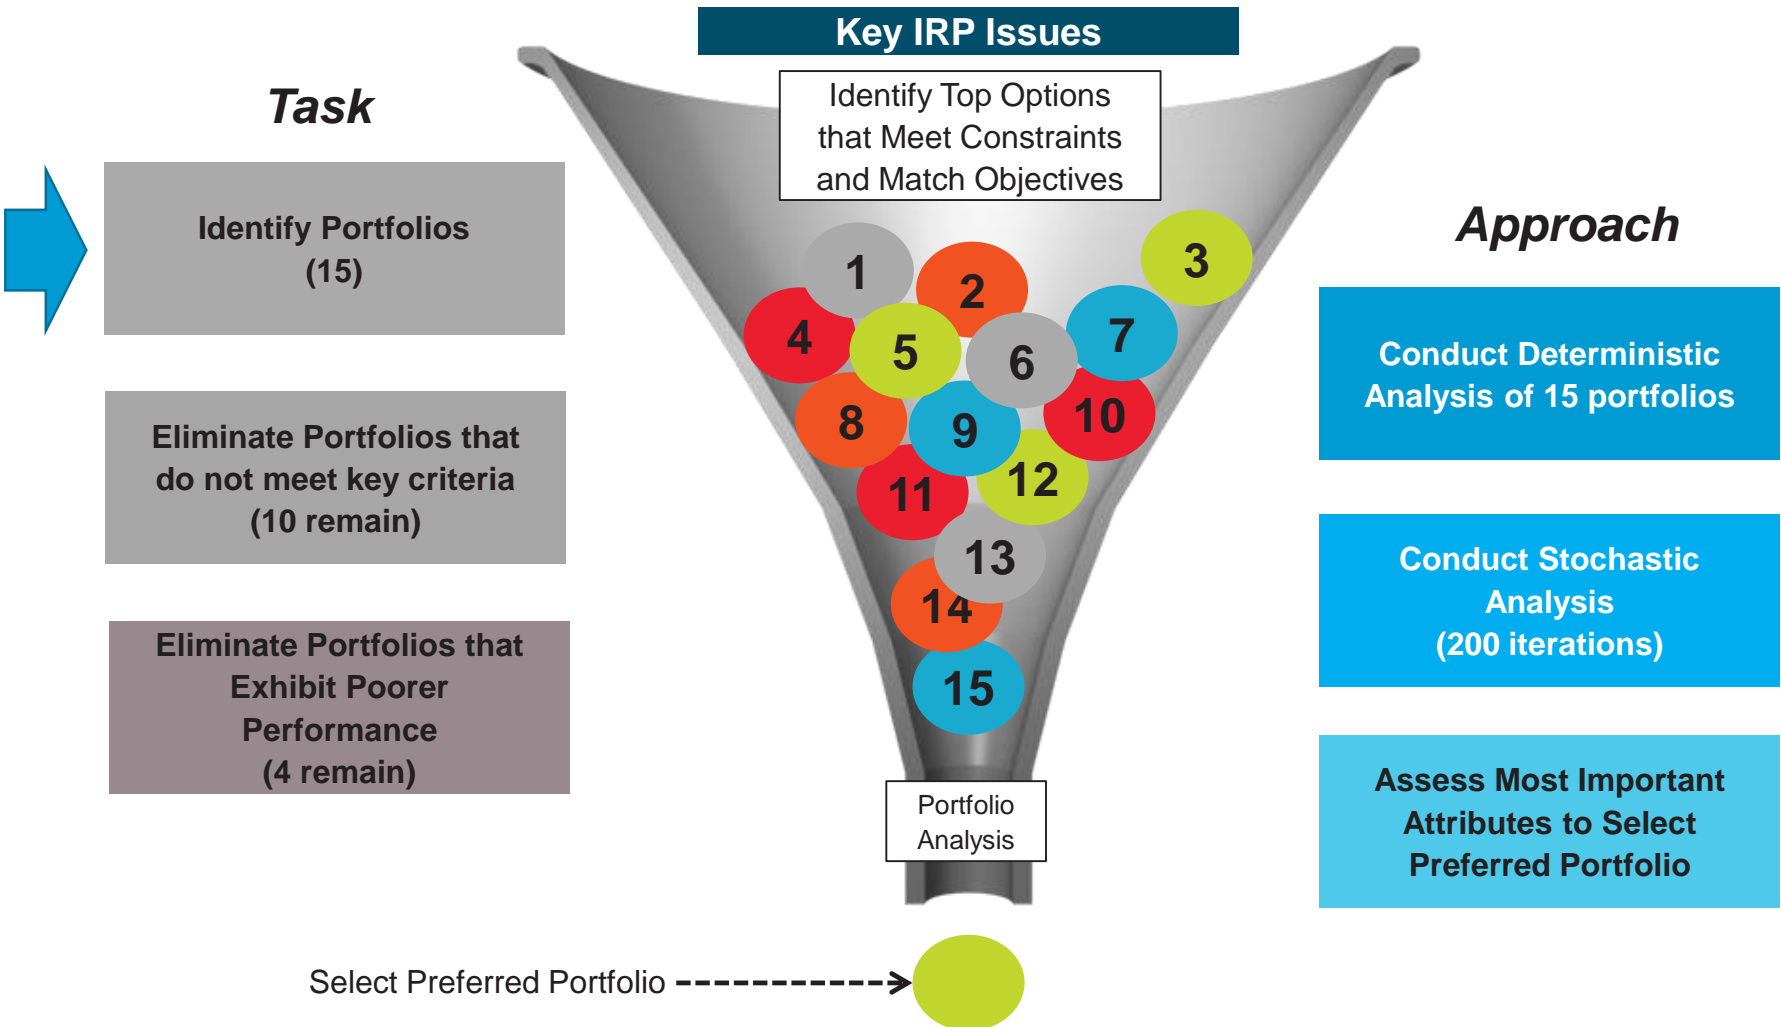 Key IRP Issues
Identify Top Options
that Meet Constraints
and Match Objectives
Task
Identify Portfolios
(15)
Eliminate Portfolios that
do not meet key criteria
(10 remain)
Eliminate Portfolios that
Exhibit Poorer
Performance
(4 remain)
1
2
3
4
5
6
7
8
9
10
11
12
13
14
15
Portfolio
Analysis
Approach
Conduct Deterministic
Analysis of 15 portfolios
Conduct Stochastic
Analysis
(200 iterations)
Assess Most Important
Attributes to Select
Preferred Portfolio
Select Preferred Portfolio